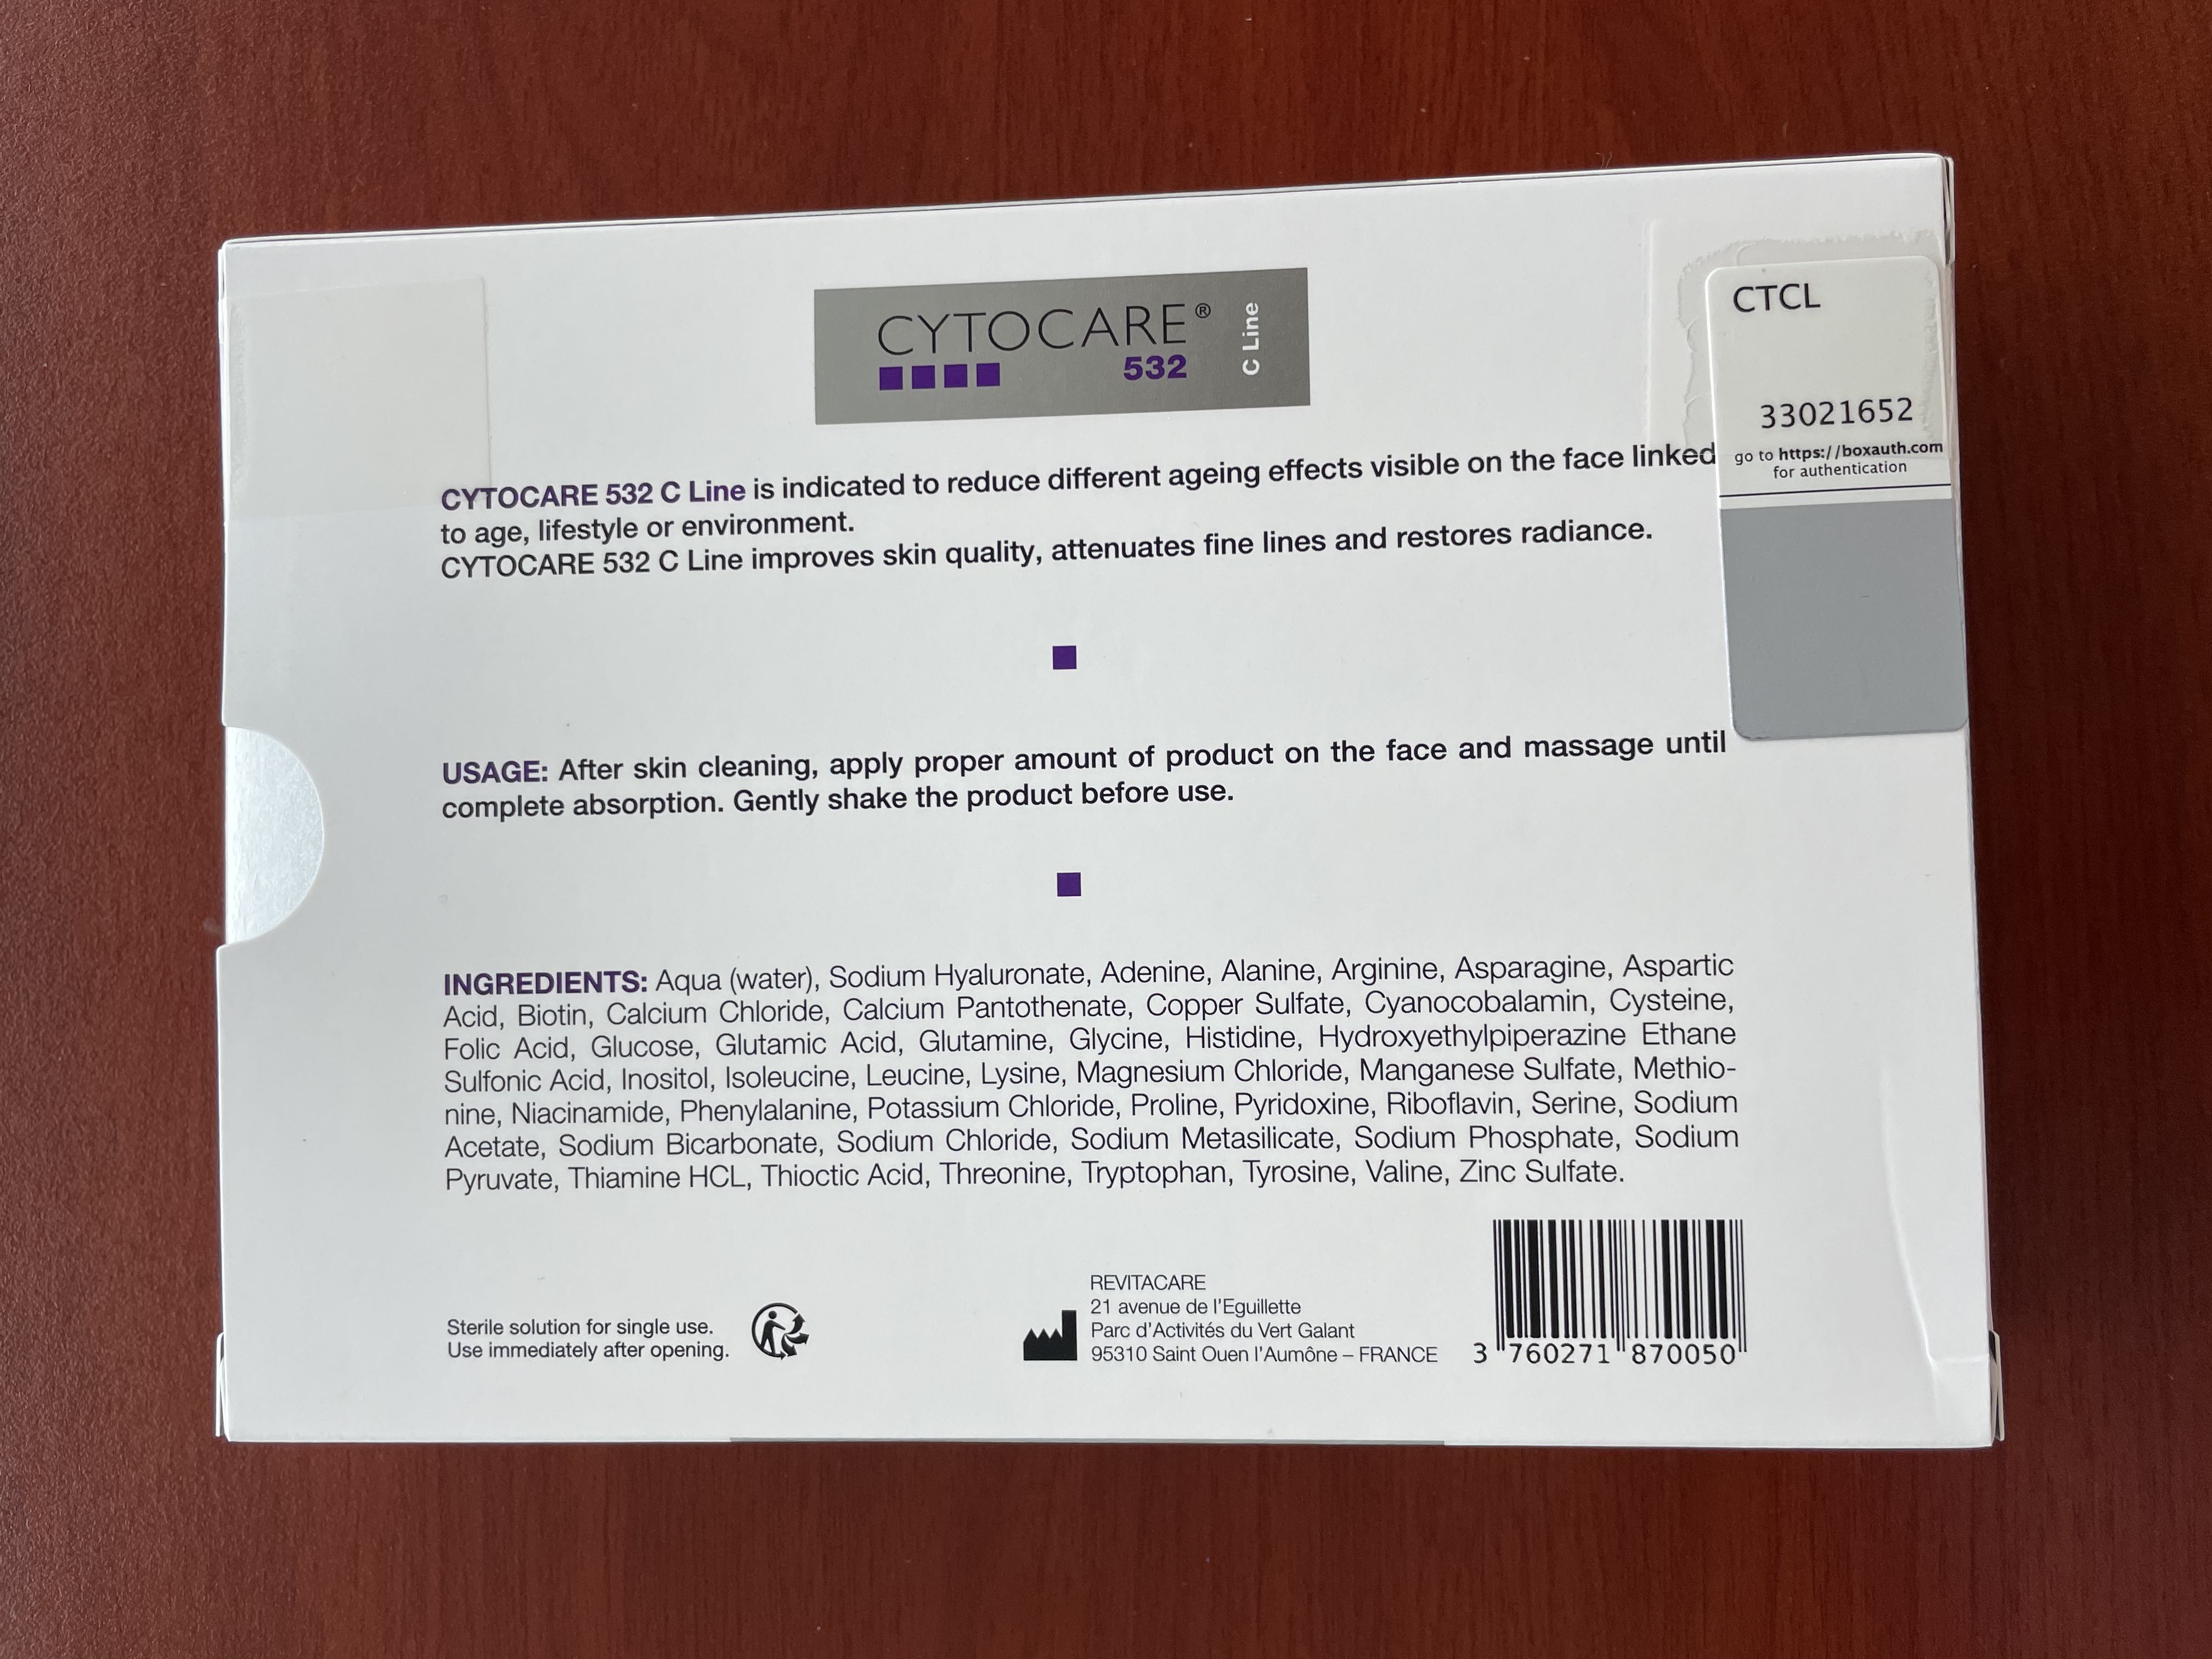 CYTOCARE®
532
C Line
CTCL
33021652
go to https://boxauth.com
for authentication
CYTOCARE 532 C Line is indicated to reduce different ageing effects visible on the face linked
to age, lifestyle or environment.
CYTOCARE 532 C Line improves skin quality, attenuates fine lines and restores radiance.
USAGE: After skin cleaning, apply proper amount of product on the face and massage until
complete absorption. Gently shake the product before use.
INGREDIENTS: Aqua (water), Sodium Hyaluronate, Adenine, Alanine, Arginine, Asparagine, Aspartic
Acid, Biotin, Calcium Chloride, Calcium Pantothenate, Copper Sulfate, Cyanocobalamin, Cysteine,
Folic Acid, Glucose, Glutamic Acid, Glutamine, Glycine, Histidine, Hydroxyethylpiperazine Ethane
Sulfonic Acid, Inositol, Isoleucine, Leucine, Lysine, Magnesium Chloride, Manganese Sulfate, Methio-
nine, Niacinamide, Phenylalanine, Potassium Chloride, Proline, Pyridoxine, Riboflavin, Serine, Sodium
Acetate, Sodium Bicarbonate, Sodium Chloride, Sodium Metasilicate, Sodium Phosphate, Sodium
Pyruvate, Thiamine HCL, Thioctic Acid, Threonine, Tryptophan, Tyrosine, Valine, Zinc Sulfate.
Sterile solution for single use.
Use immediately after opening.
REVITACARE
21 avenue de l'Eguillette
Parc d'Activités du Vert Galant
95310 Saint Ouen l'Aumône – FRANCE
3 760271 870050